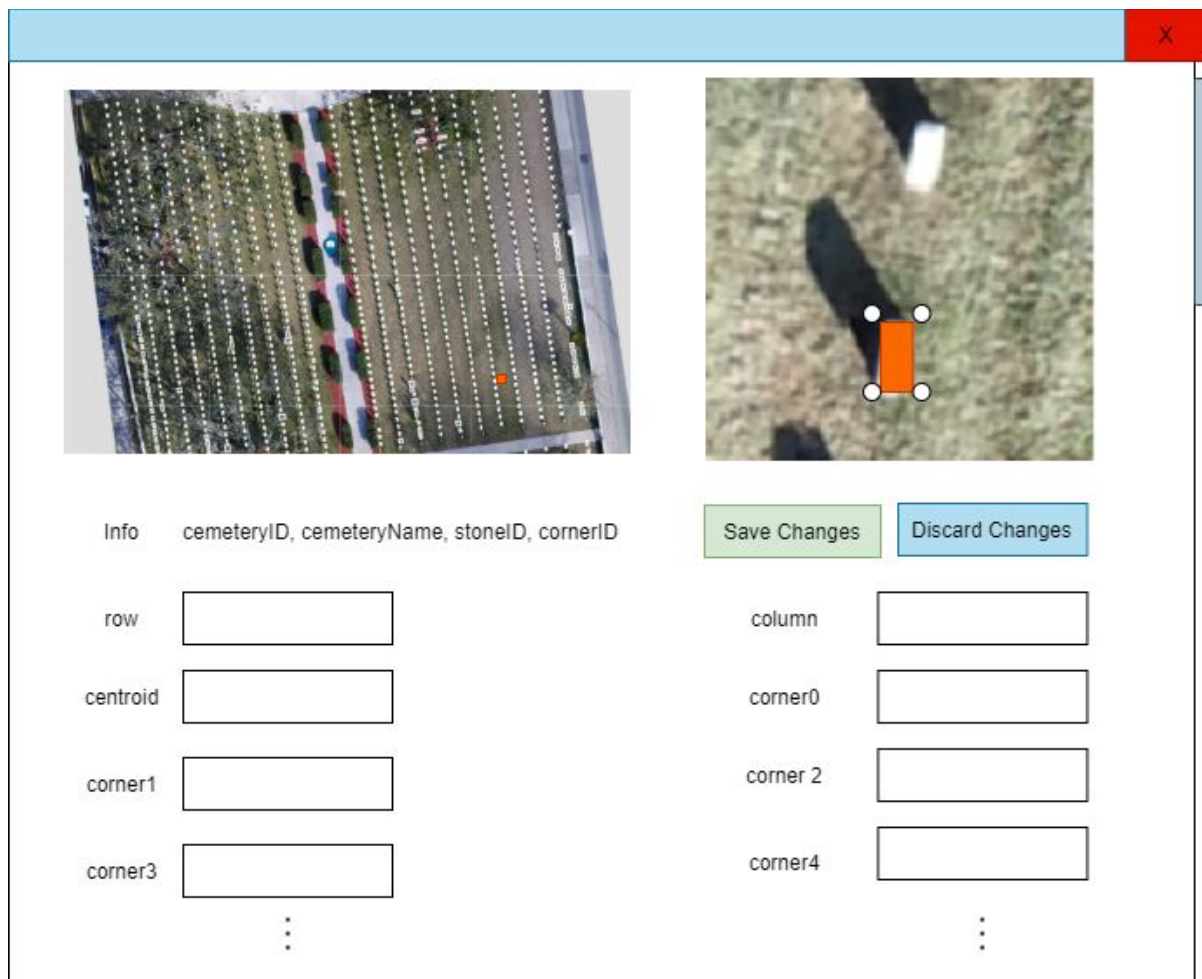 X
Info cemeteryID, cemeteryName, stoneID, cornerID
Save Changes
Discard Changes
row
column
centroid
corner0
corner1
corner 2
corner3
corner4